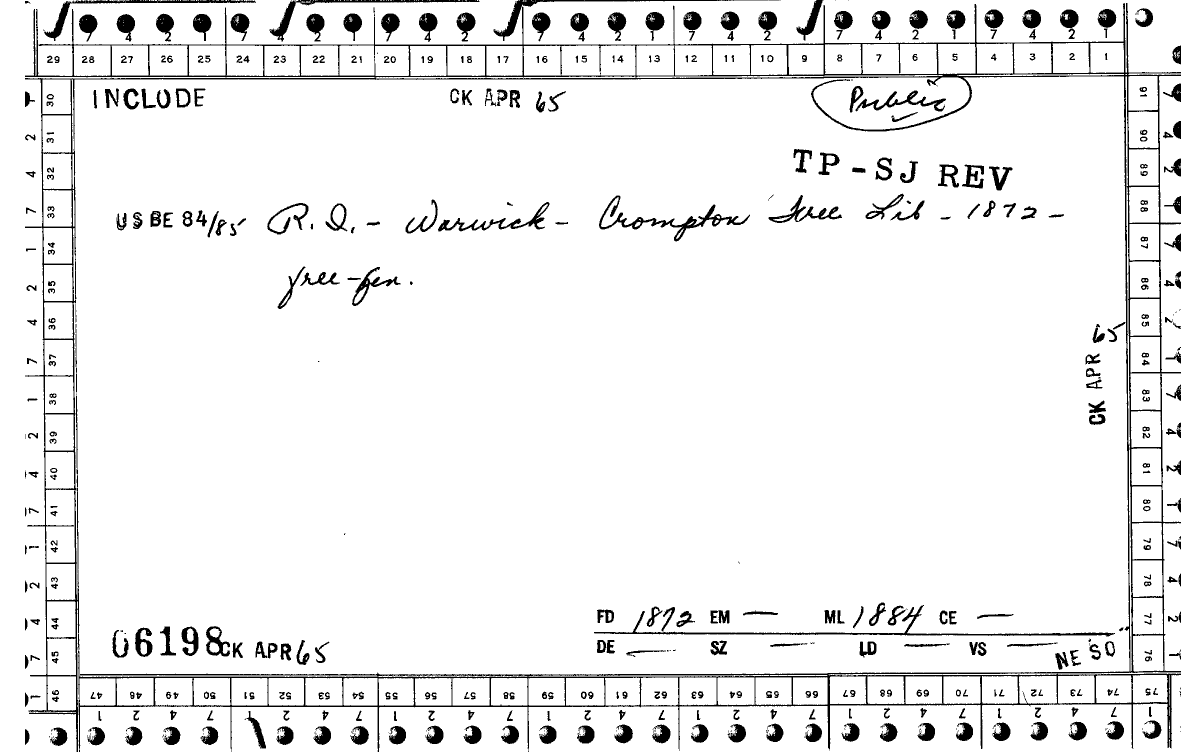 7 4 2 1 7 4 2 1 7 4 2 1 7 4 2 1 7 4 2 1 7 4 2 1 7 4 2 1
29 28 27 26 25 24 23 22 21 20 19 18 17 16 15 14 13 12 11 10 9 8 7 6 5 4 3 2 1
INCLUDE CK APR 65 Public
TP-SJ REV
US BE 84/85 R.I. - Warwick - Crompton Free Lib - 1872 -
free-gen.
CK APR 65
FD 1872 EM — ML 1884 CE —
06198 CK APR 65
DE — SZ — LD — VS — NE SO
30 31 32 33 34 35 36 37 38 39 40 41 42 43 44 45 46
91 90 89 88 87 86 85 84 83 82 81 80 79 78 77 76 75
47 48 49 50 51 52 53 54 55 56 57 58 59 60 61 62 63 64 65 66 67 68 69 70 71 72 73 74 75
1 2 4 7 2 4 7 1 2 4 7 1 2 4 7 1 2 4 7 1 2 4 7 1 2 4 7 1